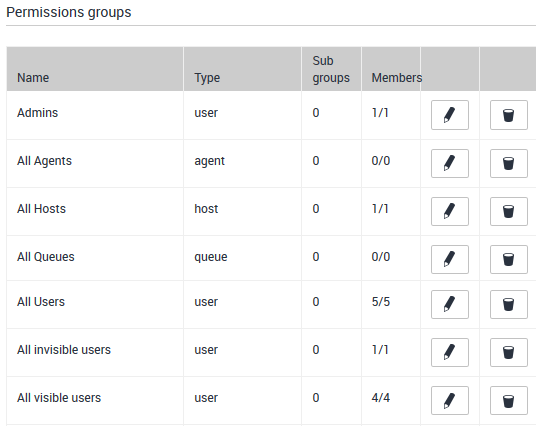 Permissions groups
Name Type Sub groups Members
Admins user 0 1/1
All Agents agent 0 0/0
All Hosts host 0 1/1
All Queues queue 0 0/0
All Users user 0 5/5
All invisible users user 0 1/1
All visible users user 0 4/4